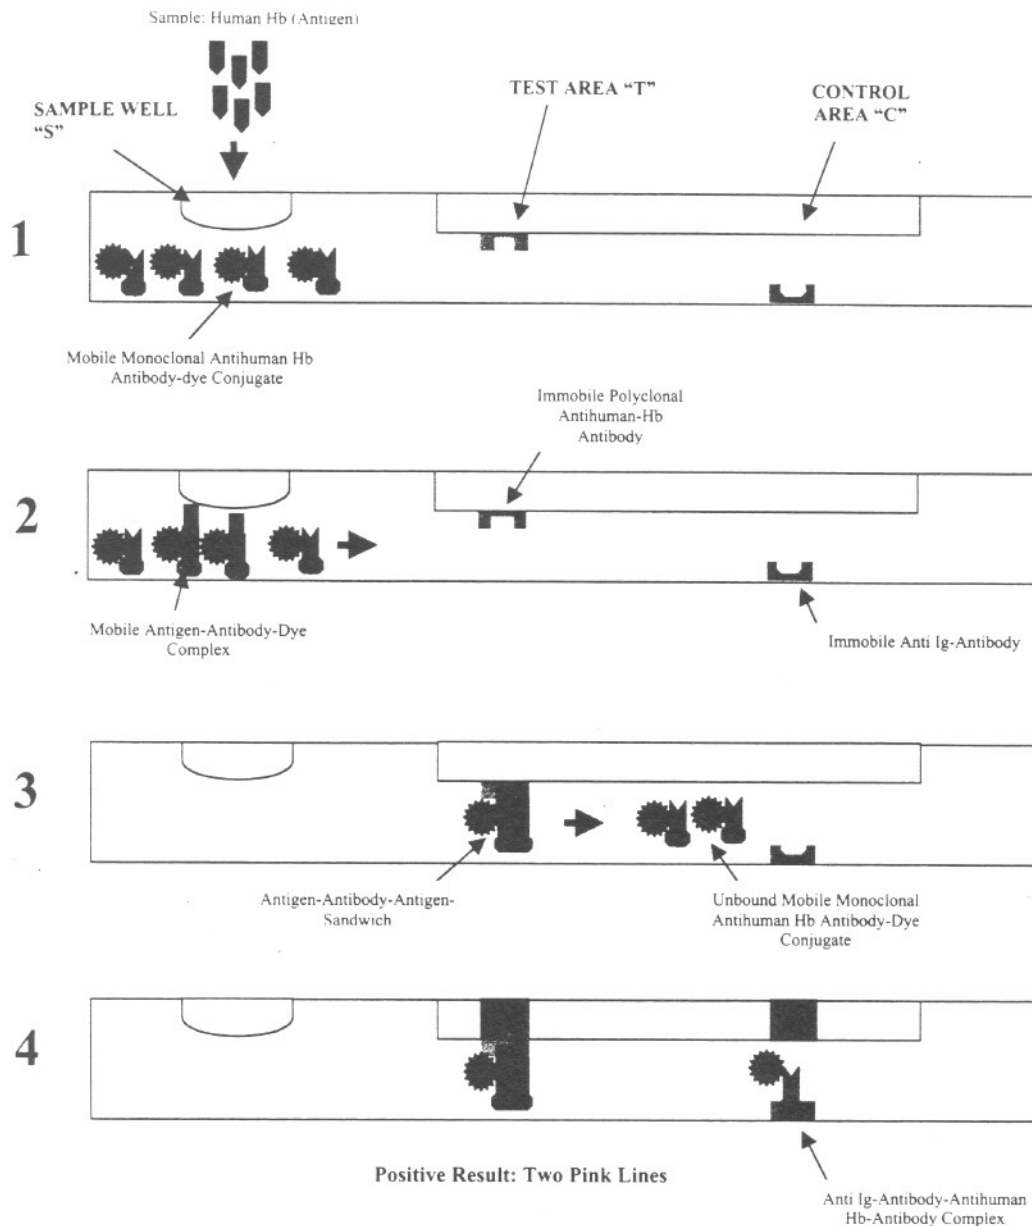 Sample: Human Hb (Antigen)
SAMPLE WELL
"S"
TEST AREA "T"
CONTROL
AREA "C"
1
Mobile Monoclonal Antihuman Hb
Antibody-dye Conjugate
Immobile Polyclonal
Antihuman-Hb
Antibody
2
Mobile Antigen-Antibody-Dye
Complex
Immobile Anti Ig-Antibody
3
Antigen-Antibody-Antigen-
Sandwich
Unbound Mobile Monoclonal
Antihuman Hb Antibody-Dye
Conjugate
4
Positive Result: Two Pink Lines
Anti Ig-Antibody-Antihuman
Hb-Antibody Complex